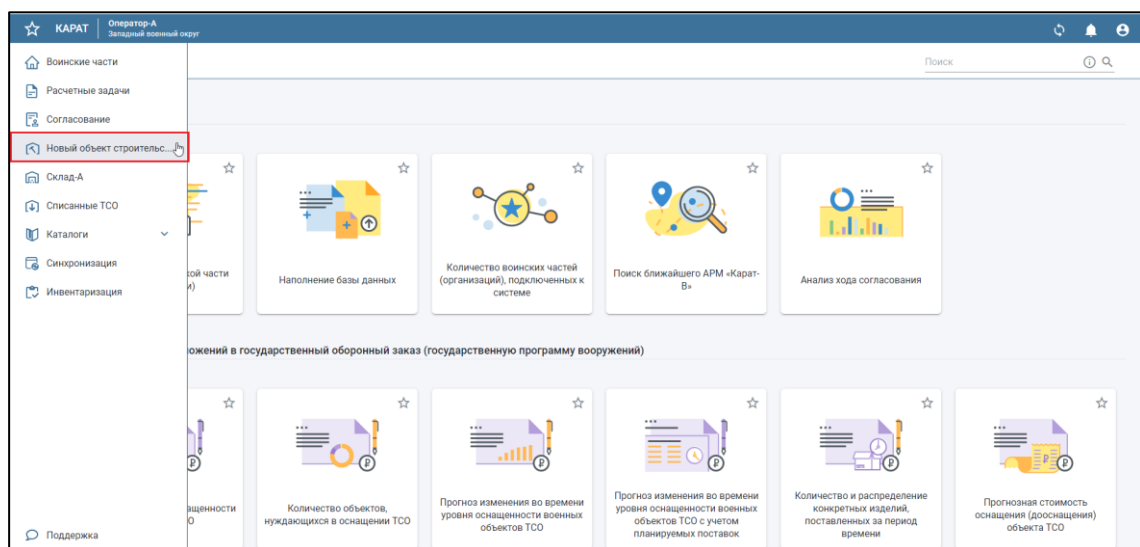 КАРАТ
Оператор-А
Западный военный округ
Воинские части
Поиск
Расчетные задачи
Согласование
Новый объект строительс...
Склад-А
Списанные ТСО
Каталоги
Синхронизация
Инвентаризация
кой части
и)
Наполнение базы данных
Количество воинских частей
(организаций), подключенных к
системе
Поиск ближайшего АРМ «Карат-
В»
Анализ хода согласования
ожений в государственный оборонный заказ (государственную программу вооружений)
ащенности
О
Количество объектов,
нуждающихся в оснащении ТСО
Прогноз изменения во времени
уровня оснащенности военных
объектов ТСО
Прогноз изменения во времени
уровня оснащенности военных
объектов ТСО с учетом
планируемых поставок
Количество и распределение
конкретных изделий,
поставленных за период
времени
Прогнозная стоимость
оснащения (дооснащения)
объекта ТСО
Поддержка